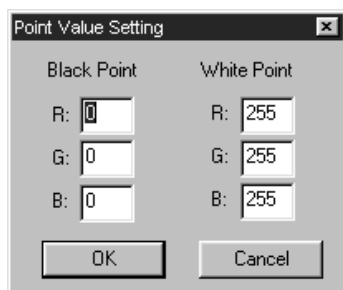 Point Value Setting
Black Point White Point
R: 0 R: 255
G: 0 G: 255
B: 0 B: 255
OK Cancel